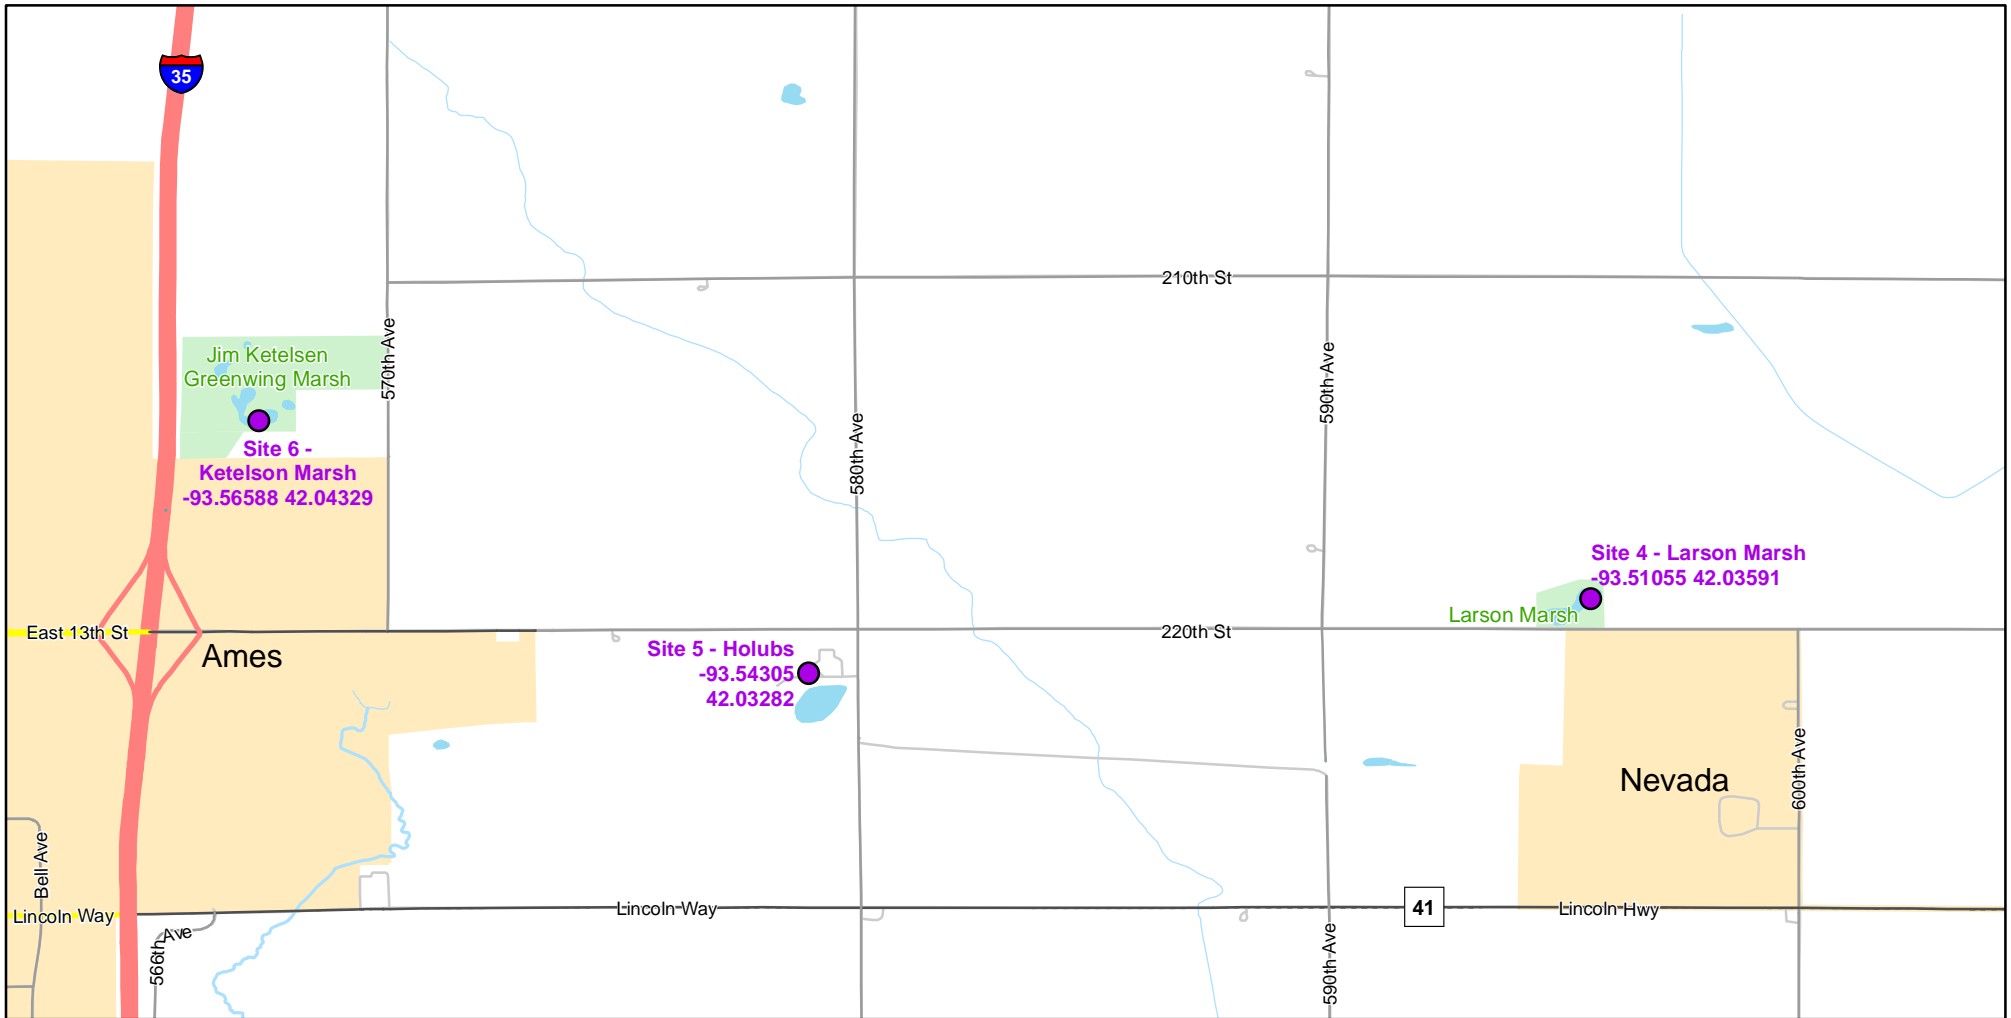 35
210th St
Jim Ketelsen
Greenwing Marsh
570th Ave
590th Ave
580th Ave
Site 6 -
Ketelson Marsh
-93.56588 42.04329
Site 4 - Larson Marsh
-93.51055 42.03591
Larson Marsh
East 13th St
220th St
Ames
Site 5 - Holubs
-93.54305
42.03282
Nevada
600th Ave
Bell Ave
Lincoln Way
Lincoln Way
41
Lincoln Hwy
566th Ave
590th Ave